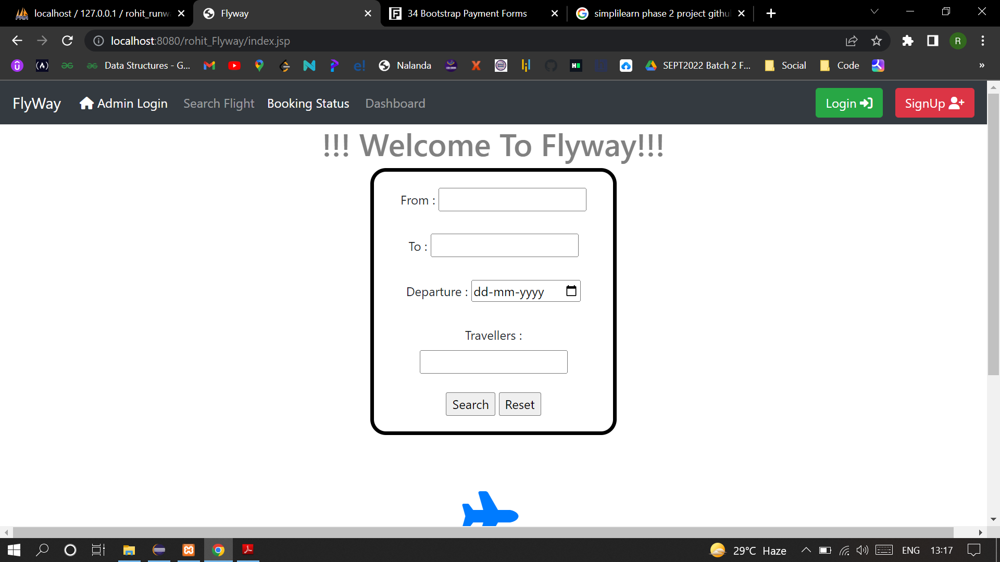 localhost / 127.0.0.1 / rohit_runw
Flyway
34 Bootstrap Payment Forms
simplilearn phase 2 project githu
localhost:8080/rohit_Flyway/index.jsp
R
Data Structures - G...
e!
Nalanda
SEPT2022 Batch 2 F...
Social
Code
»
FlyWay
Admin Login
Search Flight
Booking Status
Dashboard
Login
SignUp
!!! Welcome To Flyway!!!
From :
To :
Departure : dd-mm-yyyy
Travellers :
Search Reset
29°C Haze
ENG
13:17